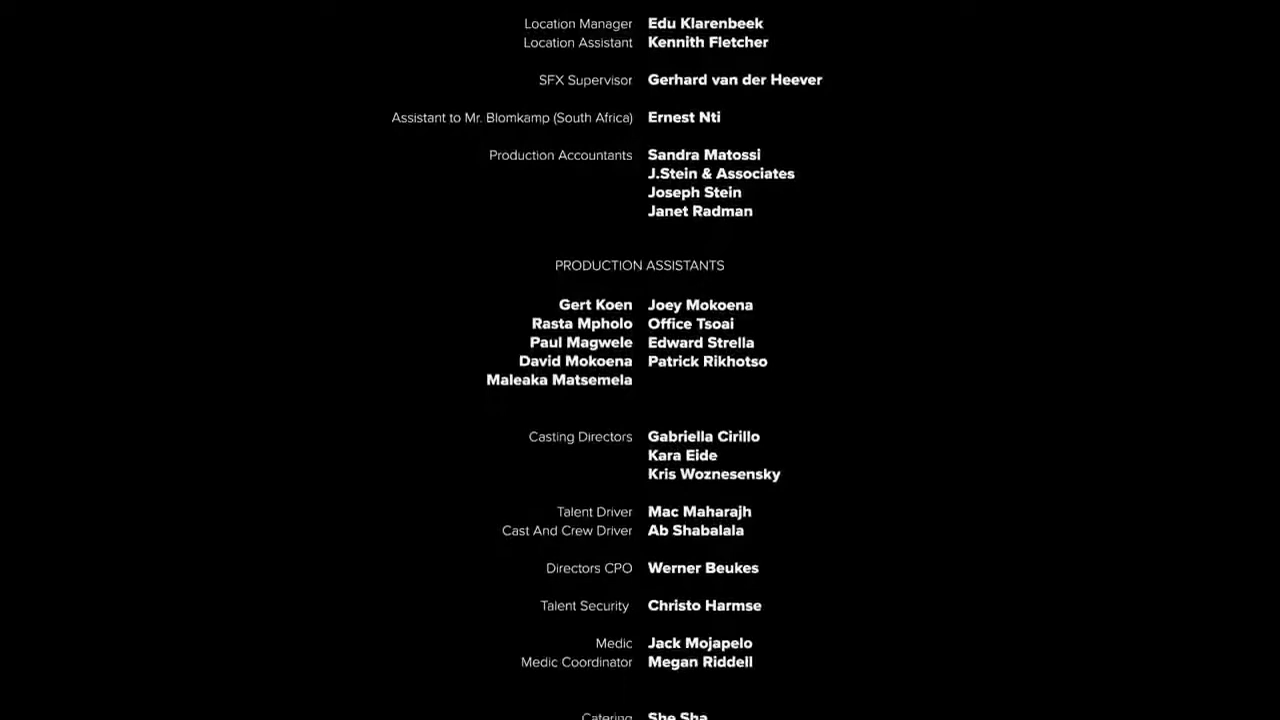 Location Manager Edu Klarenbeek
Location Assistant Kennith Fletcher
SFX Supervisor Gerhard van der Heever
Assistant to Mr. Blomkamp (South Africa) Ernest Nti
Production Accountants Sandra Matossi
J.Stein & Associates
Joseph Stein
Janet Radman
PRODUCTION ASSISTANTS
Gert Koen Joey Mokoena
Rasta Mpholo Office Tsoai
Paul Magwele Edward Strella
David Mokoena Patrick Rikhotso
Maleaka Matsemela
Casting Directors Gabriella Cirillo
Kara Eide
Kris Woznesensky
Talent Driver Mac Maharajh
Cast And Crew Driver Ab Shabalala
Directors CPO Werner Beukes
Talent Security Christo Harmse
Medic Jack Mojapelo
Medic Coordinator Megan Riddell
Catering She Sha